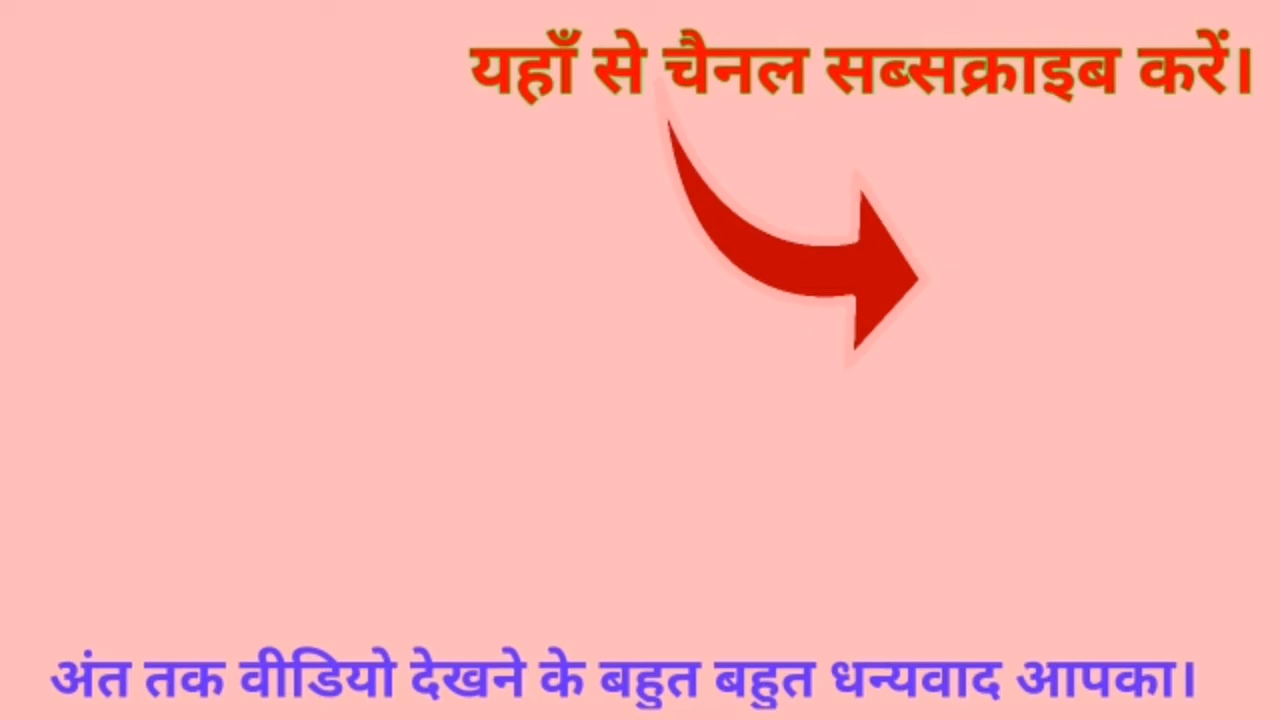 यहाँ से चैनल सब्सक्राइब करें।
अंत तक वीडियो देखने के बहुत बहुत धन्यवाद आपका।